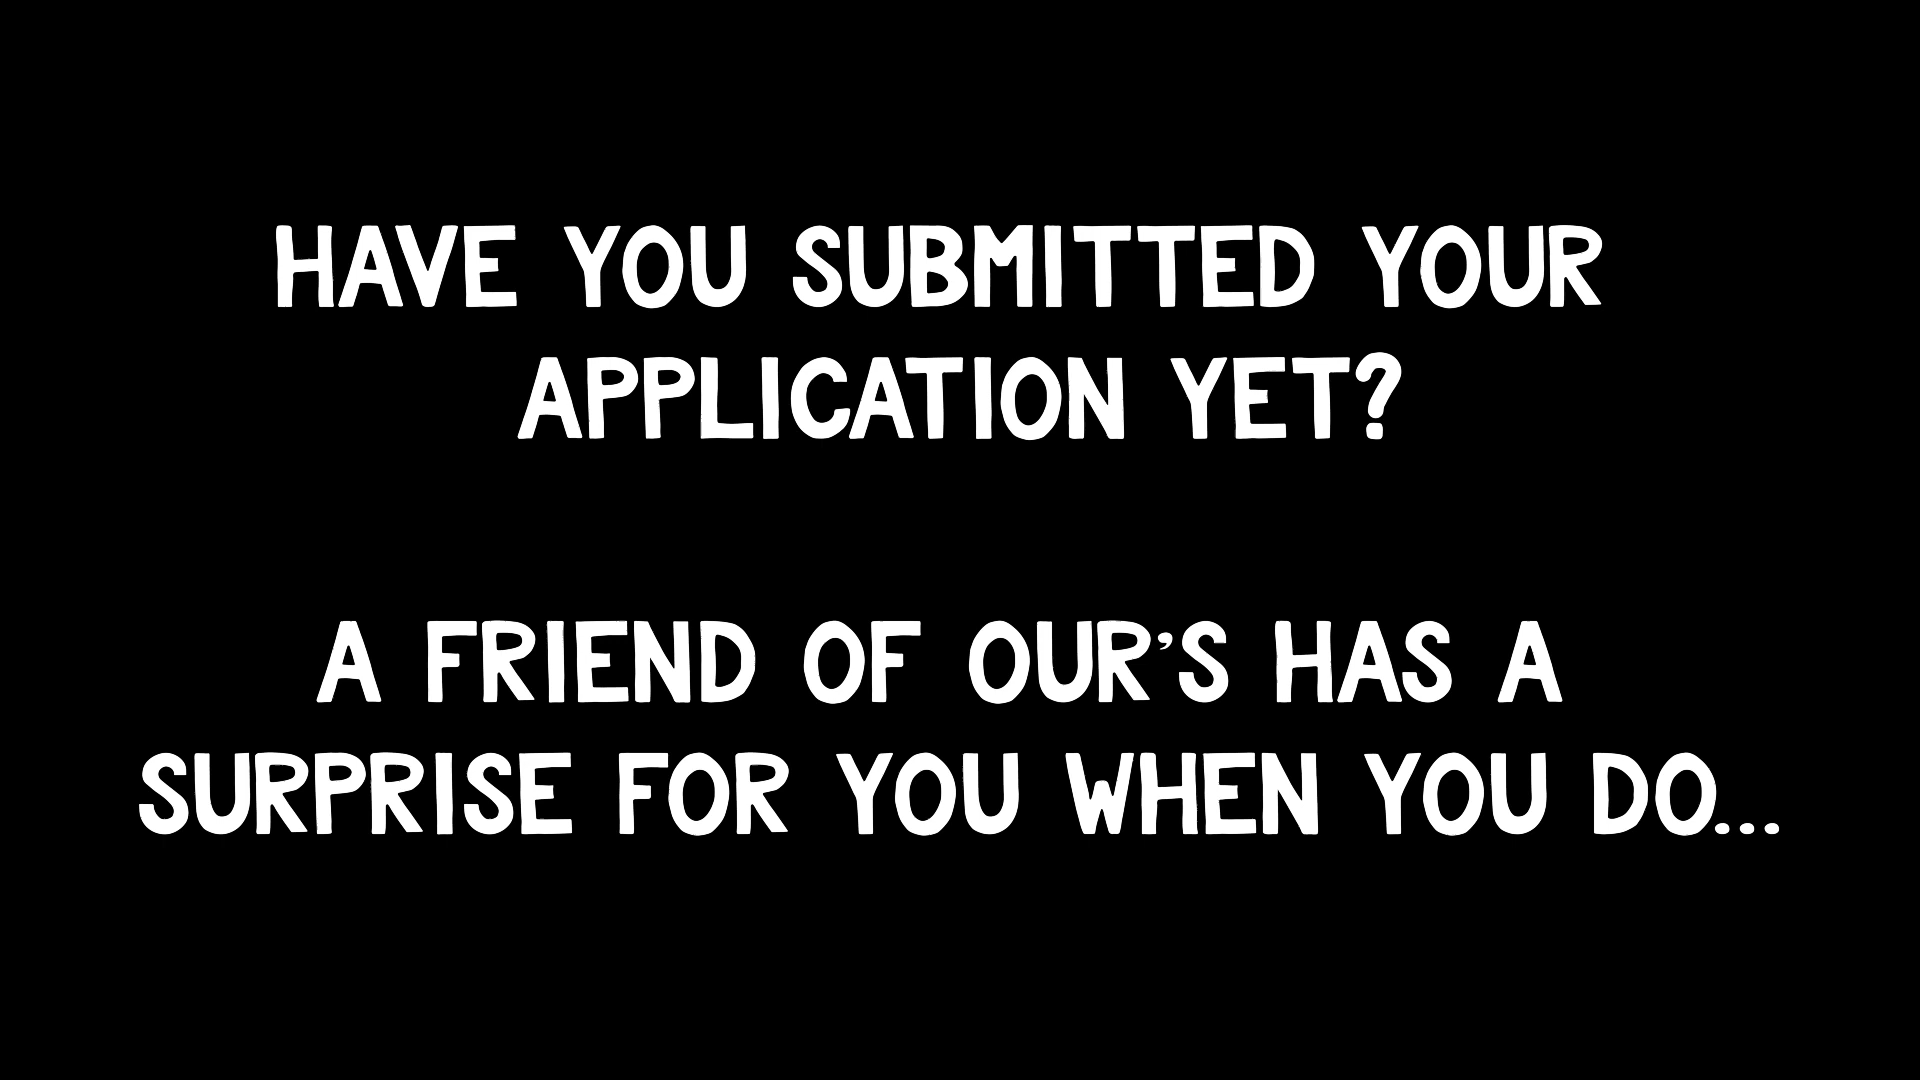 HAVE YOU SUBMITTED YOUR
APPLICATION YET?
A FRIEND OF OUR'S HAS A
SURPRISE FOR YOU WHEN YOU DO...